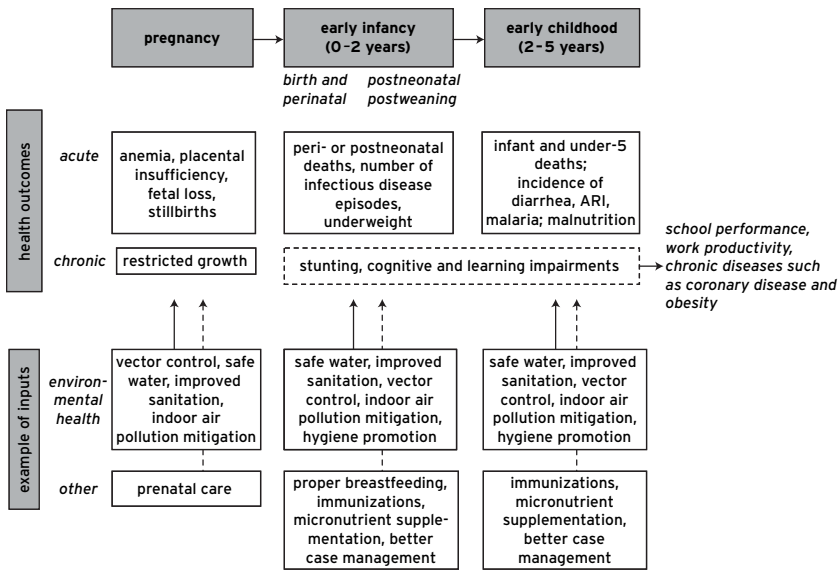 pregnancy
early infancy
(0–2 years)
early childhood
(2–5 years)
birth and
perinatal
postneonatal
postweaning
health outcomes
acute
anemia, placental
insufficiency,
fetal loss,
stillbirths
peri- or postneonatal
deaths, number of
infectious disease
episodes,
underweight
infant and under-5
deaths;
incidence of
diarrhea, ARI,
malaria; malnutrition
chronic
restricted growth
stunting, cognitive and learning impairments
school performance,
work productivity,
chronic diseases such
as coronary disease and
obesity
example of inputs
environ-
mental
health
vector control, safe
water, improved
sanitation,
indoor air
pollution mitigation
safe water, improved
sanitation, vector
control, indoor air
pollution mitigation,
hygiene promotion
safe water, improved
sanitation, vector
control, indoor air
pollution mitigation,
hygiene promotion
other
prenatal care
proper breastfeeding,
immunizations,
micronutrient supple-
mentation, better
case management
immunizations,
micronutrient
supplementation,
better case
management